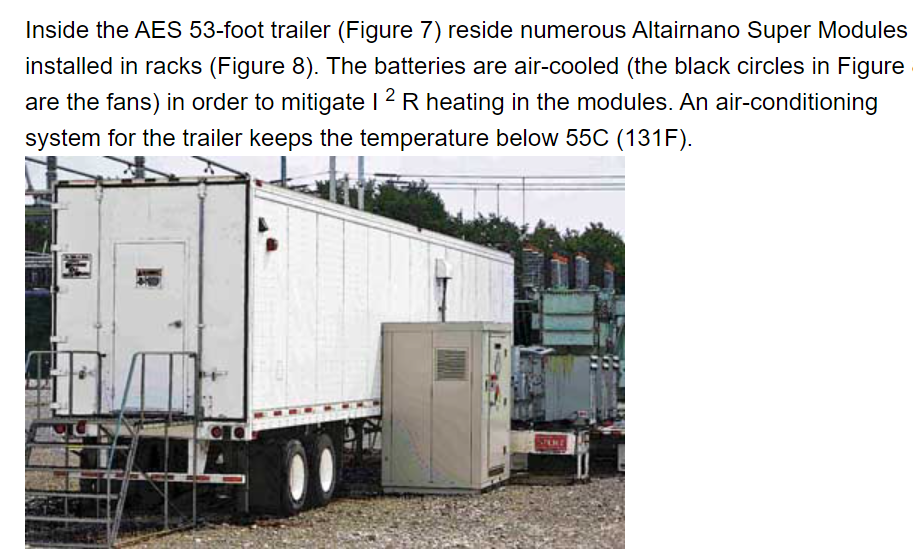 Inside the AES 53-foot trailer (Figure 7) reside numerous Altairnano Super Modules
installed in racks (Figure 8). The batteries are air-cooled (the black circles in Figure
are the fans) in order to mitigate I 2 R heating in the modules. An air-conditioning
system for the trailer keeps the temperature below 55C (131F).